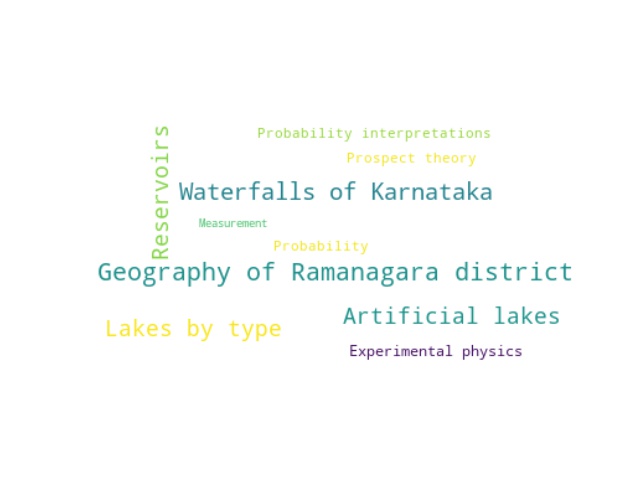 Reservoirs
Probability interpretations
Prospect theory
Waterfalls of Karnataka
Measurement
Probability
Geography of Ramanagara district
Artificial lakes
Lakes by type
Experimental physics